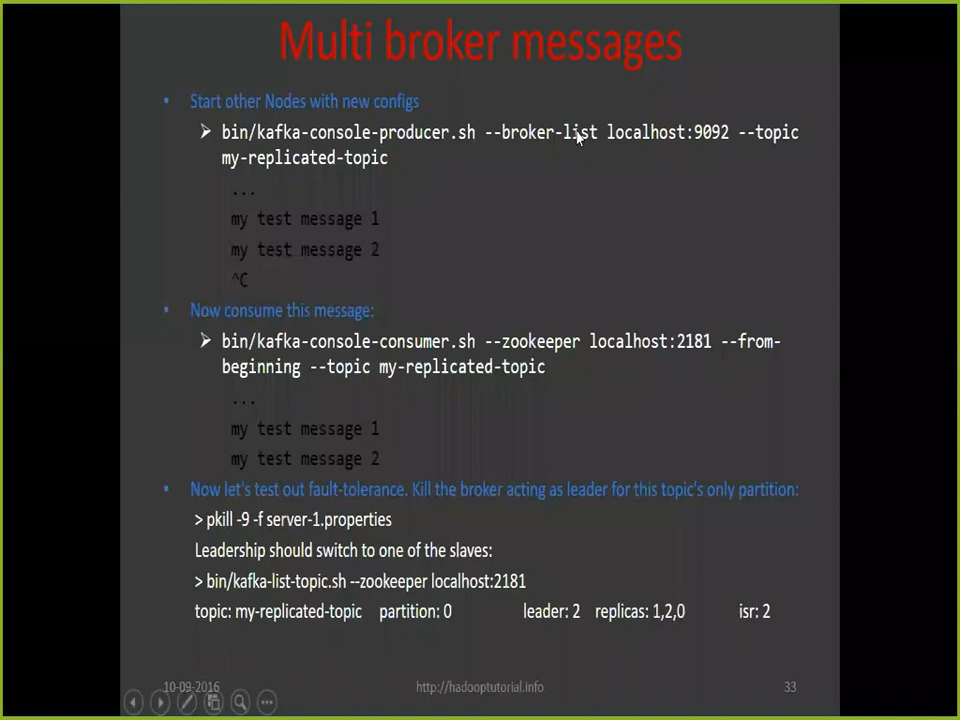 Multi broker messages
• Start other Nodes with new configs
➢ bin/kafka-console-producer.sh --broker-list localhost:9092 --topic
my-replicated-topic
...
my test message 1
my test message 2
^C
• Now consume this message:
➢ bin/kafka-console-consumer.sh --zookeeper localhost:2181 --from-
beginning --topic my-replicated-topic
...
my test message 1
my test message 2
• Now let's test out fault-tolerance. Kill the broker acting as leader for this topic's only partition:
> pkill -9 -f server-1.properties
Leadership should switch to one of the slaves:
> bin/kafka-list-topic.sh --zookeeper localhost:2181
topic: my-replicated-topic partition: 0 leader: 2 replicas: 1,2,0 isr: 2
10-09-2016 http://hadooptutorial.info 33